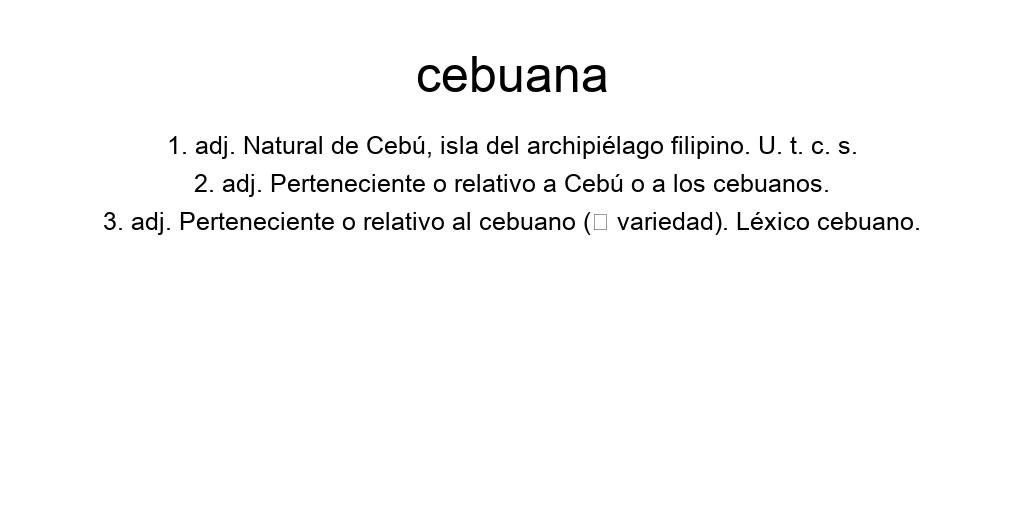 cebuana
1. adj. Natural de Cebú, isla del archipiélago filipino. U. t. c. s.
2. adj. Perteneciente o relativo a Cebú o a los cebuanos.
3. adj. Perteneciente o relativo al cebuano (□ variedad). Léxico cebuano.